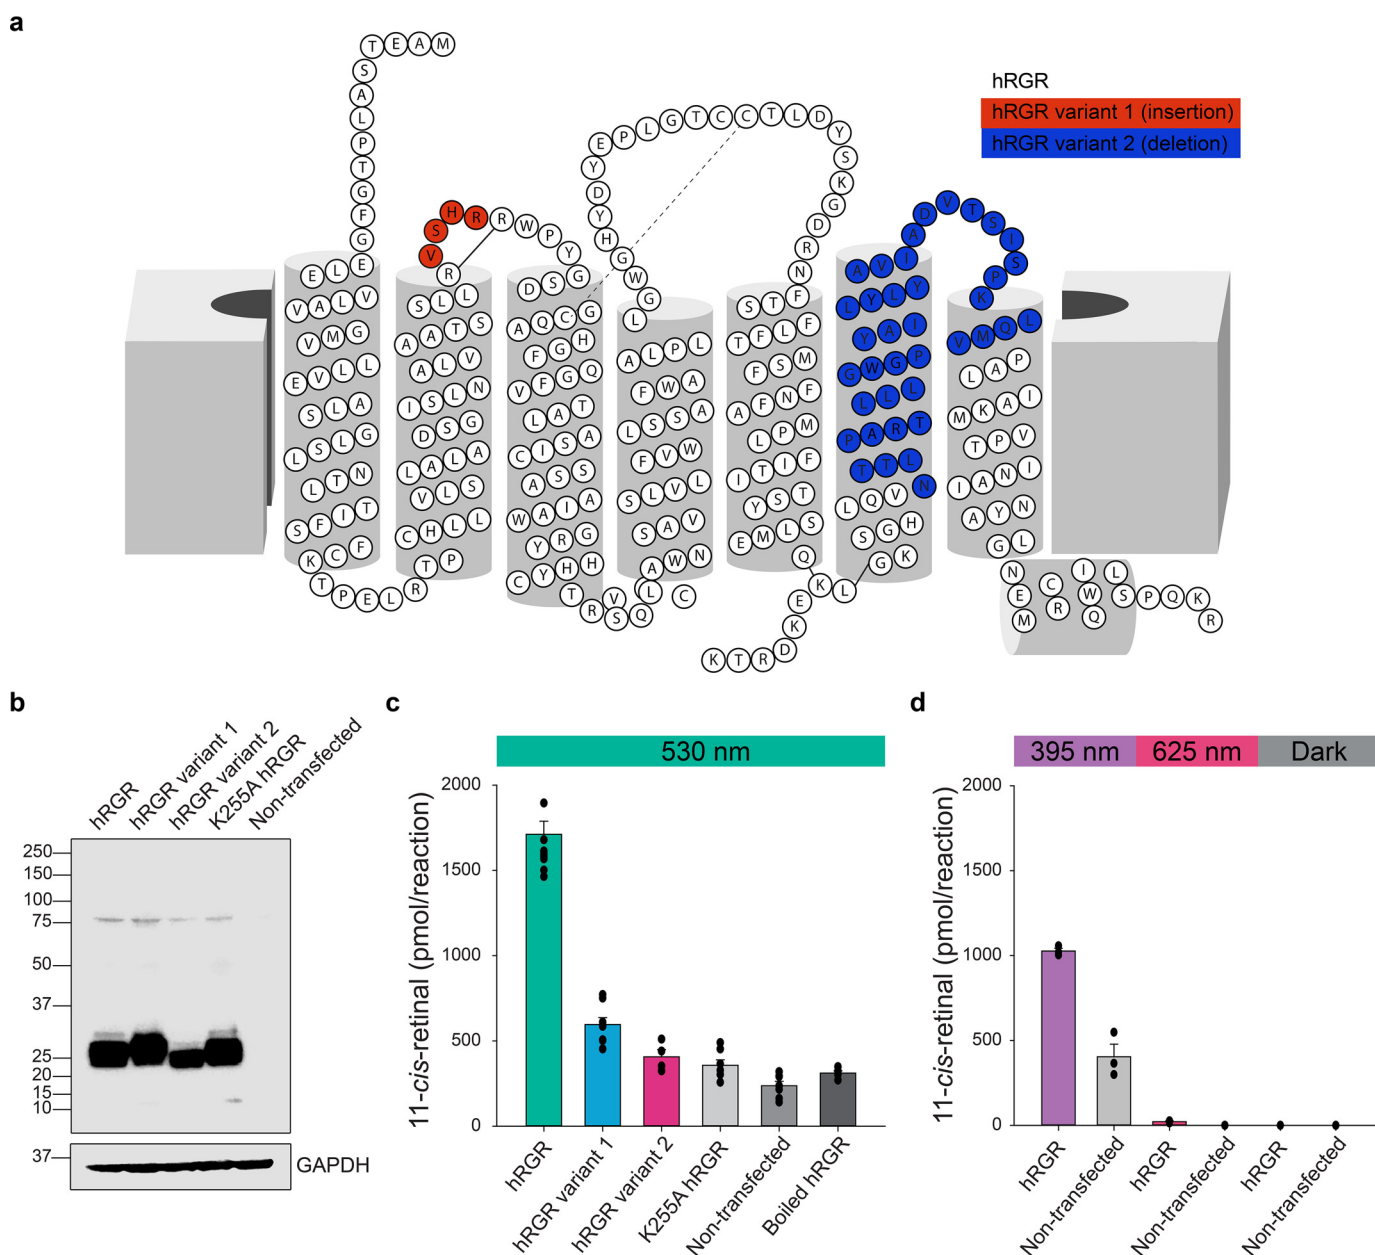 a
T E A M
S
A
L
P
T
G
F
G
E L E
V A L V
V M G
E V L L
S L A
L S L G
L T N
S F I T
K C F
T P E L R T P
V S H R R W P Y
R
S L L
A A T S
A L V
I S L N
D S G
L A L A
V L S
C H L L
D S G
A Q C G
F G H
V F G Q
L A T
C I S A
A S S
W A I A
Y R G
C Y H H
T R V S Q L C
E P L G T C C T L D Y
Y
D
Y
H
G
W
G
L
S
K
G
D
R
N
A L P L
F W A
L S S A
F V W
S L V L
S A V
A W N
S T F
T F L F
F S M
A F N F
L P M
I T I F
Y S T
E M L S
Q
K L
E
K
K T R D
A V I A D V T S I S P K
L Y L Y
Y A I
G W G P
L L L
P A R T
T T L N
L Q V
S G H
G K
V M Q L
L A P
M K A I
T P V
I A N I
A Y N
G L
N C I L
E R W S P Q K R
M Q
hRGR
hRGR variant 1 (insertion)
hRGR variant 2 (deletion)
b
hRGR
hRGR variant 1
hRGR variant 2
K255A hRGR
Non-transfected
250
150
100
75
50
37
25
20
15
10
37
GAPDH
c
530 nm
11-cis-retinal (pmol/reaction)
2000
1500
1000
500
0
hRGR
hRGR variant 1
hRGR variant 2
K255A hRGR
Non-transfected
Boiled hRGR
d
395 nm
625 nm
Dark
11-cis-retinal (pmol/reaction)
2000
1500
1000
500
0
hRGR
Non-transfected
hRGR
Non-transfected
hRGR
Non-transfected